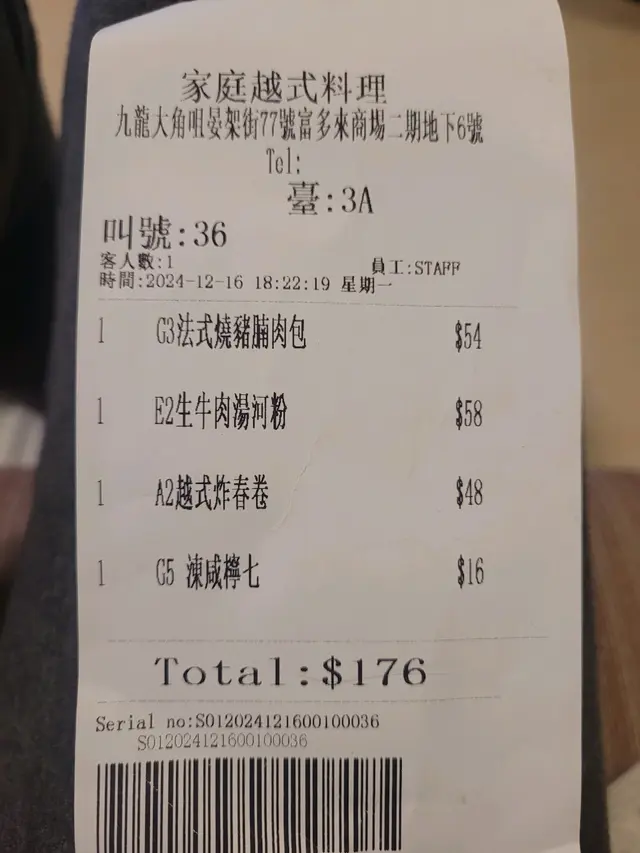 家庭越式料理
九龍大角咀晏架街77號富多來商場二期地下6號
Tel:
臺:3A
叫號:36
客人數:1 員工:STAFF
時間:2024-12-16 18:22:19 星期一
1 G3法式燒豬腩肉包 $54
1 E2生牛肉湯河粉 $58
1 A2越式炸春卷 $48
1 G5 凍咸檸七 $16
Total:$176
Serial no:S012024121600100036
S012024121600100036